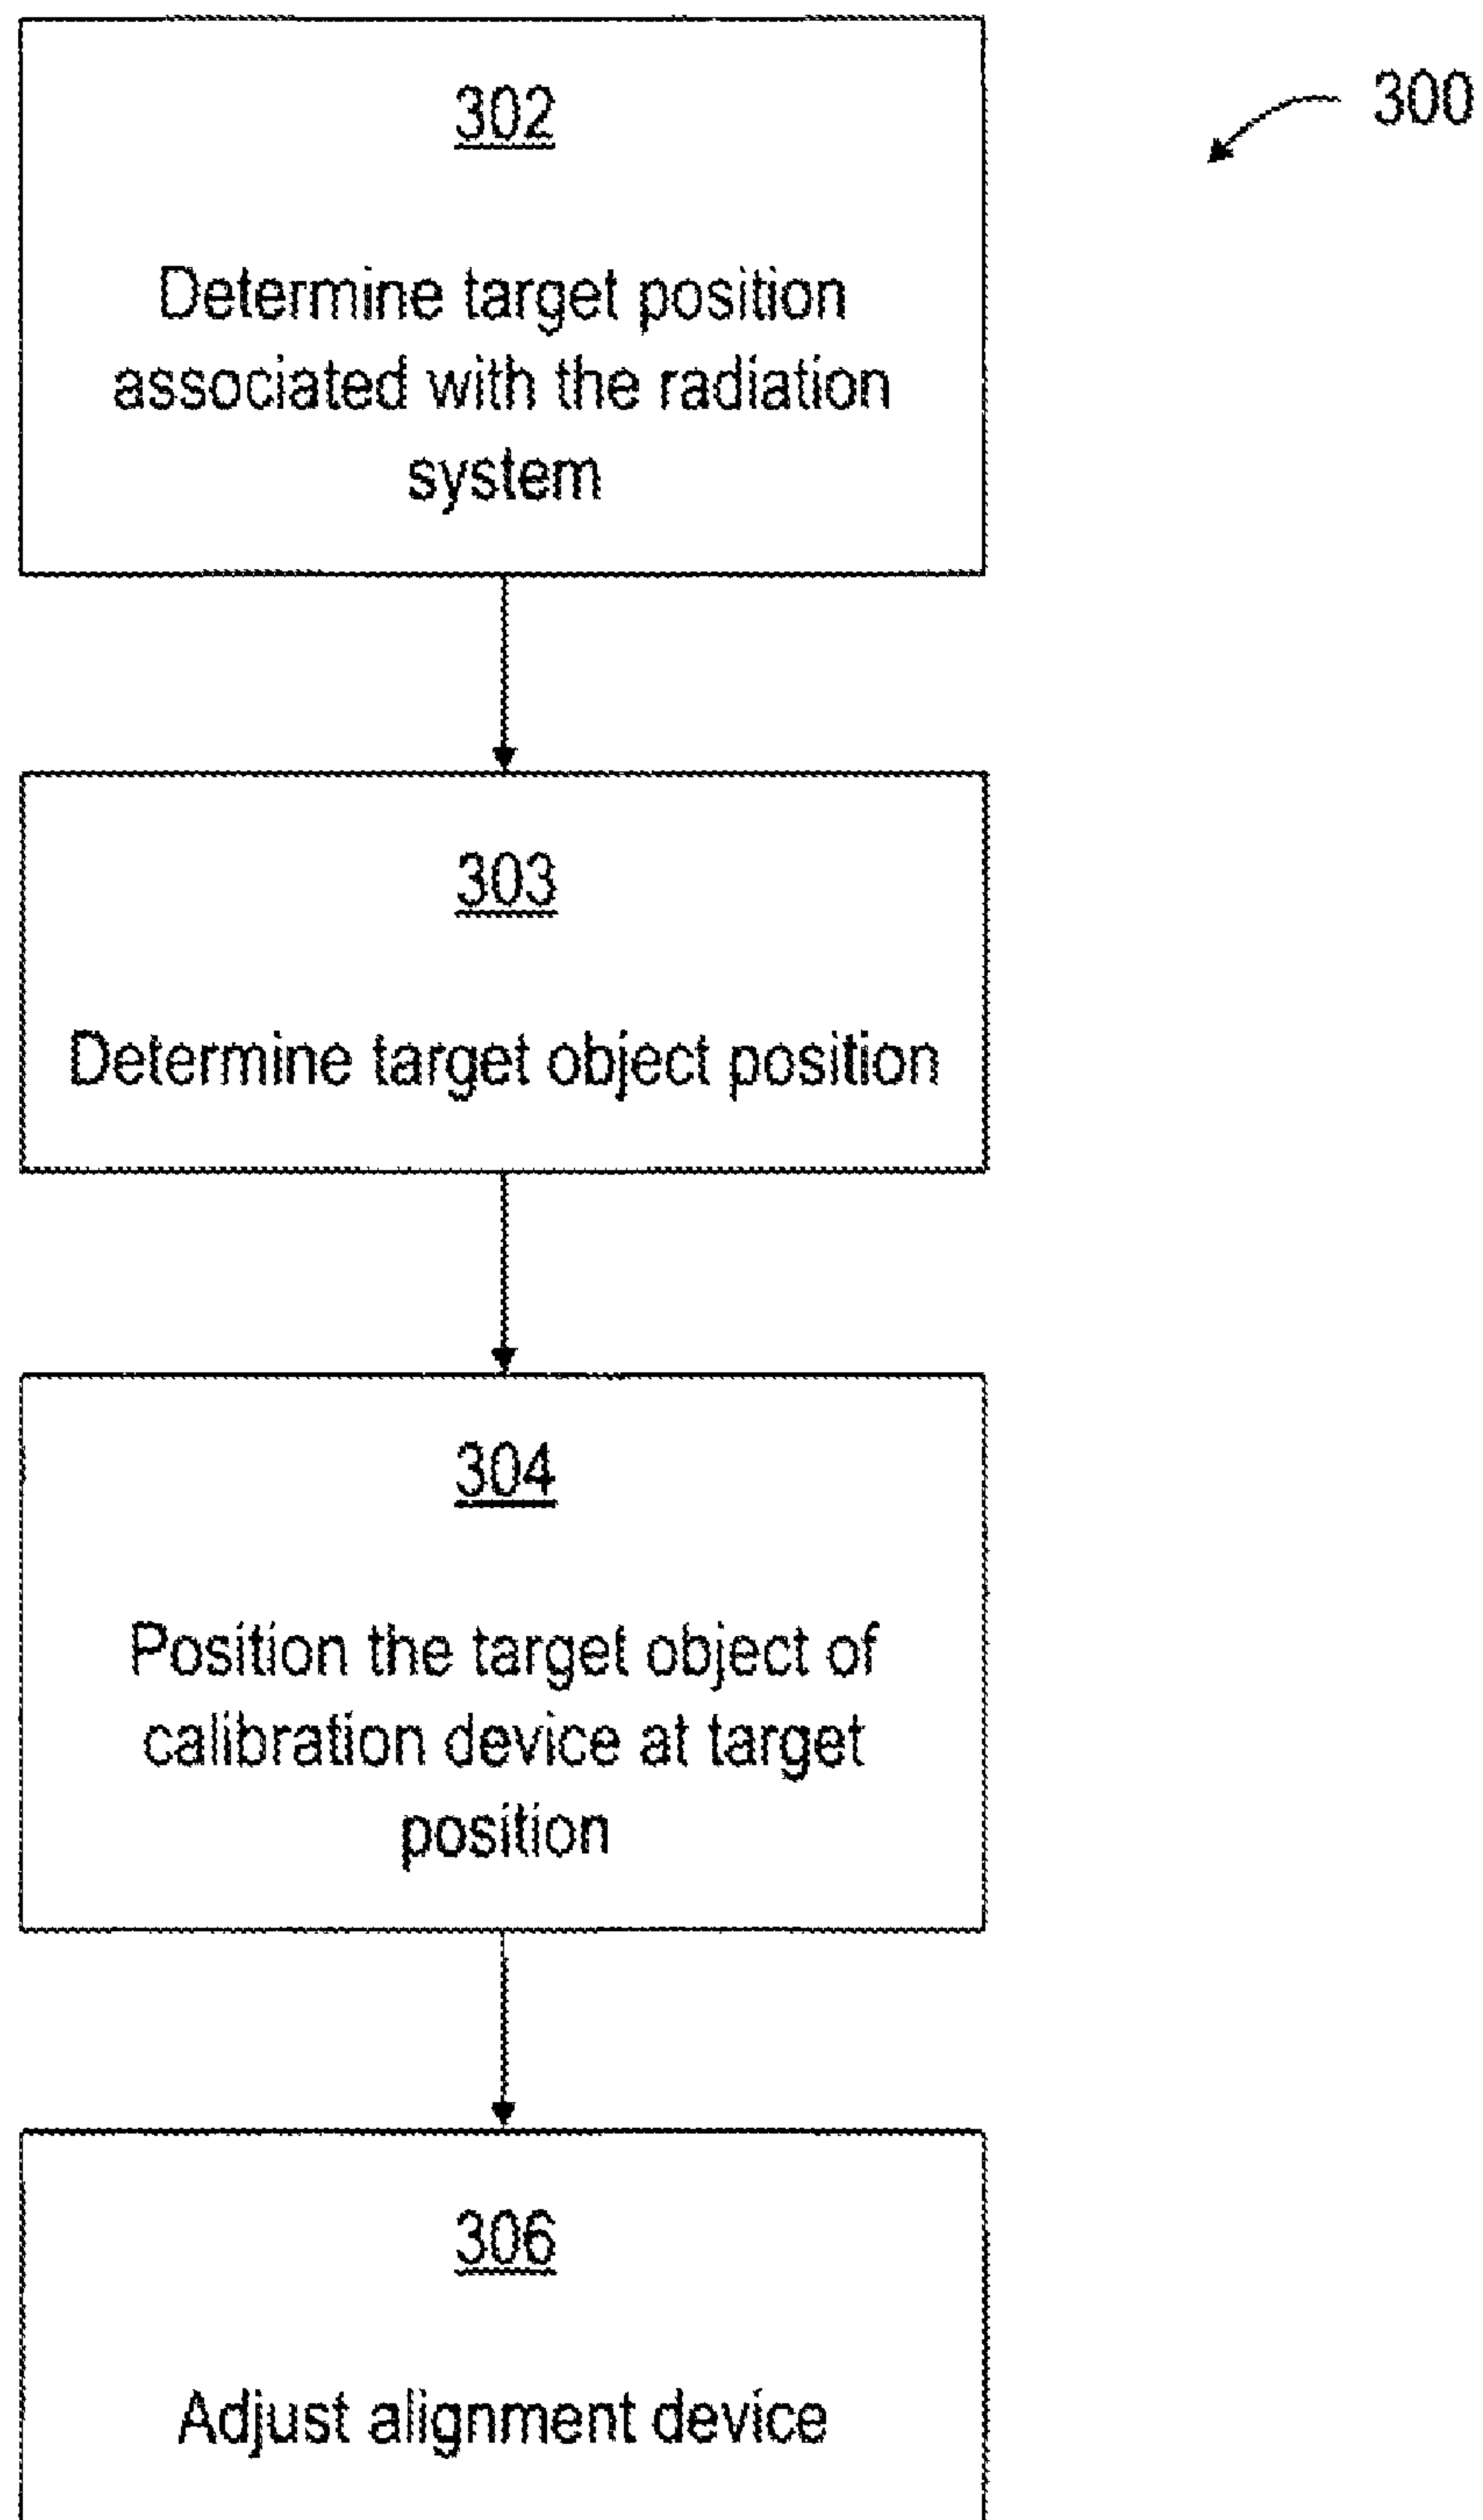 302
300
Determine target position
associated with the radiation
system
303
Determine target object position
304
Position the target object of
calibration device at target
position
306
Adjust alignment device